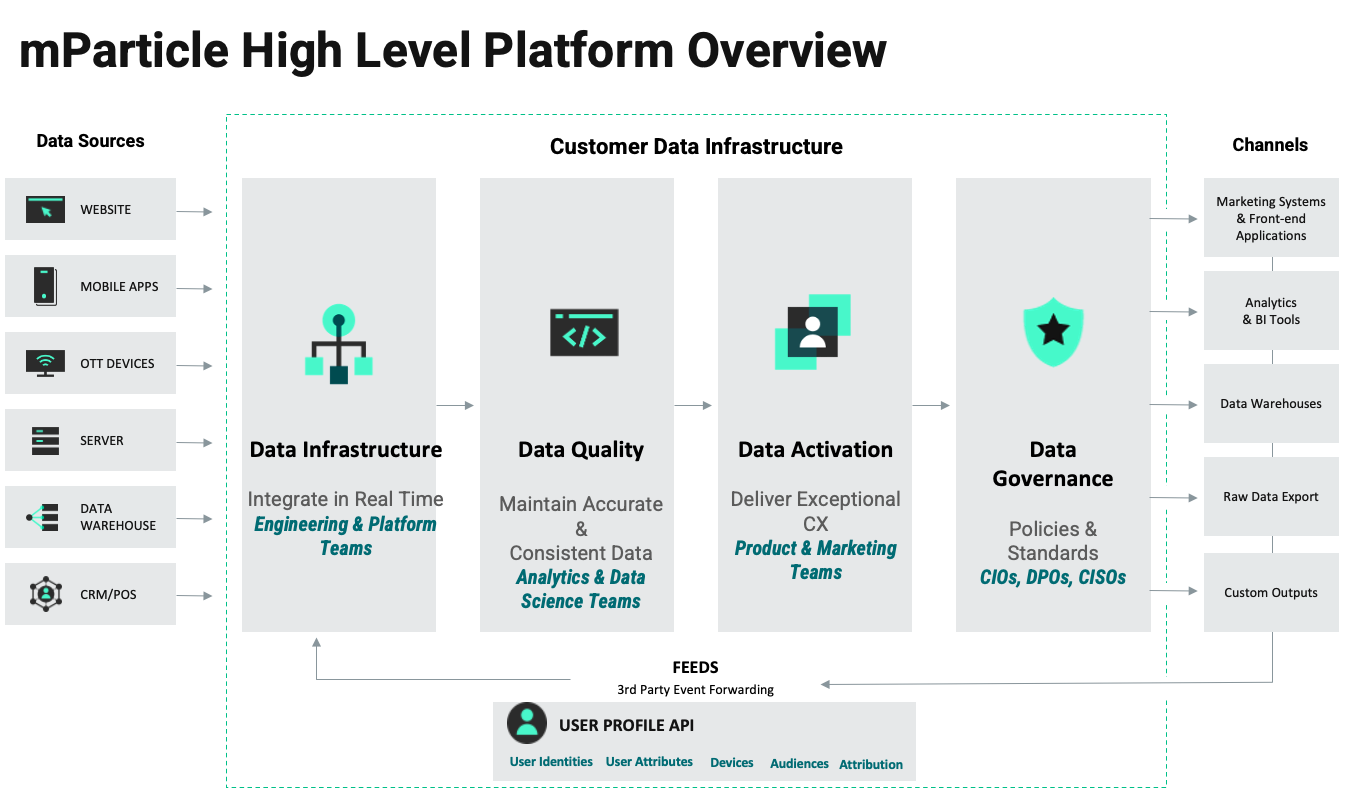 mParticle High Level Platform Overview
Data Sources
WEBSITE
MOBILE APPS
OTT DEVICES
SERVER
DATA
WAREHOUSE
CRM/POS
Customer Data Infrastructure
Data Infrastructure
Integrate in Real Time
Engineering & Platform
Teams
Data Quality
Maintain Accurate
&
Consistent Data
Analytics & Data
Science Teams
Data Activation
Deliver Exceptional
CX
Product & Marketing
Teams
Data
Governance
Policies &
Standards
CIOs, DPOs, CISOs
Channels
Marketing Systems
& Front-end
Applications
Analytics
& BI Tools
Data Warehouses
Raw Data Export
Custom Outputs
FEEDS
3rd Party Event Forwarding
USER PROFILE API
User Identities User Attributes Devices Audiences Attribution